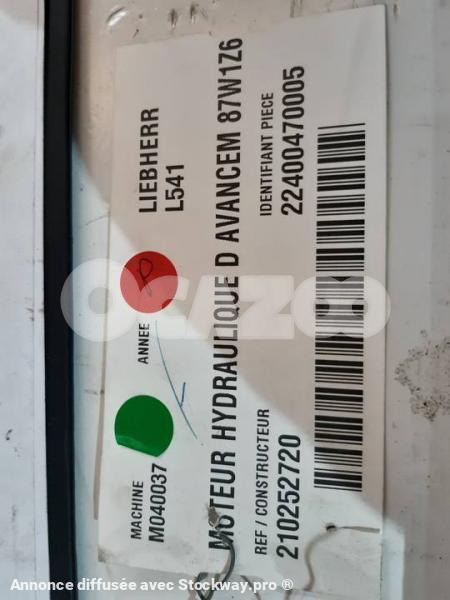 MACHINE
M040037
ANNEE
LIEBHERR
L541
MOTEUR HYDRAULIQUE D AVANCEM 87W1Z6
REF / CONSTRUCTEUR
210252720
IDENTIFIANT PIECE
22400470005
OCAZOO
Annonce diffusée avec Stockway.pro ®